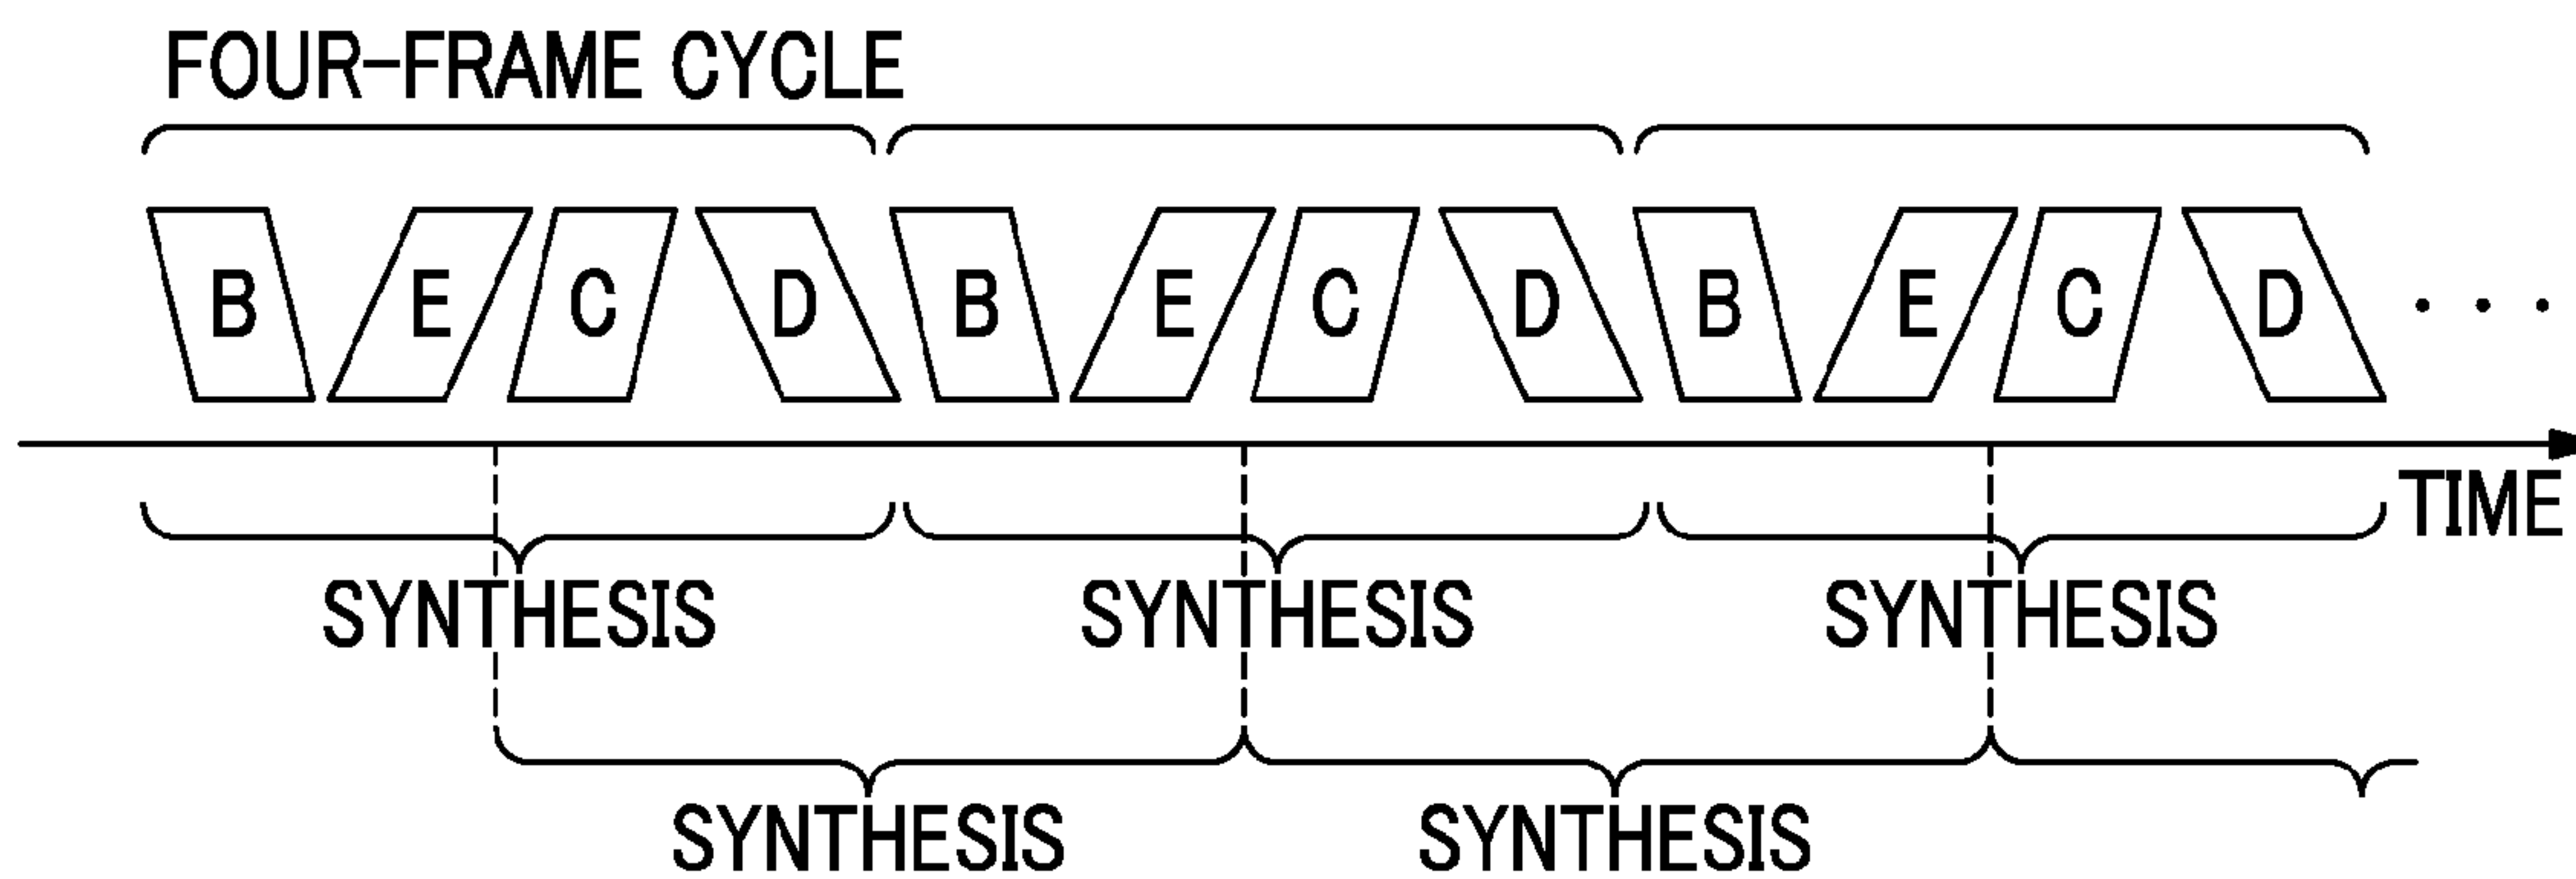 FOUR-FRAME CYCLE
B E C D B E C D B E C D . . .
TIME
SYNTHESIS SYNTHESIS SYNTHESIS
SYNTHESIS SYNTHESIS